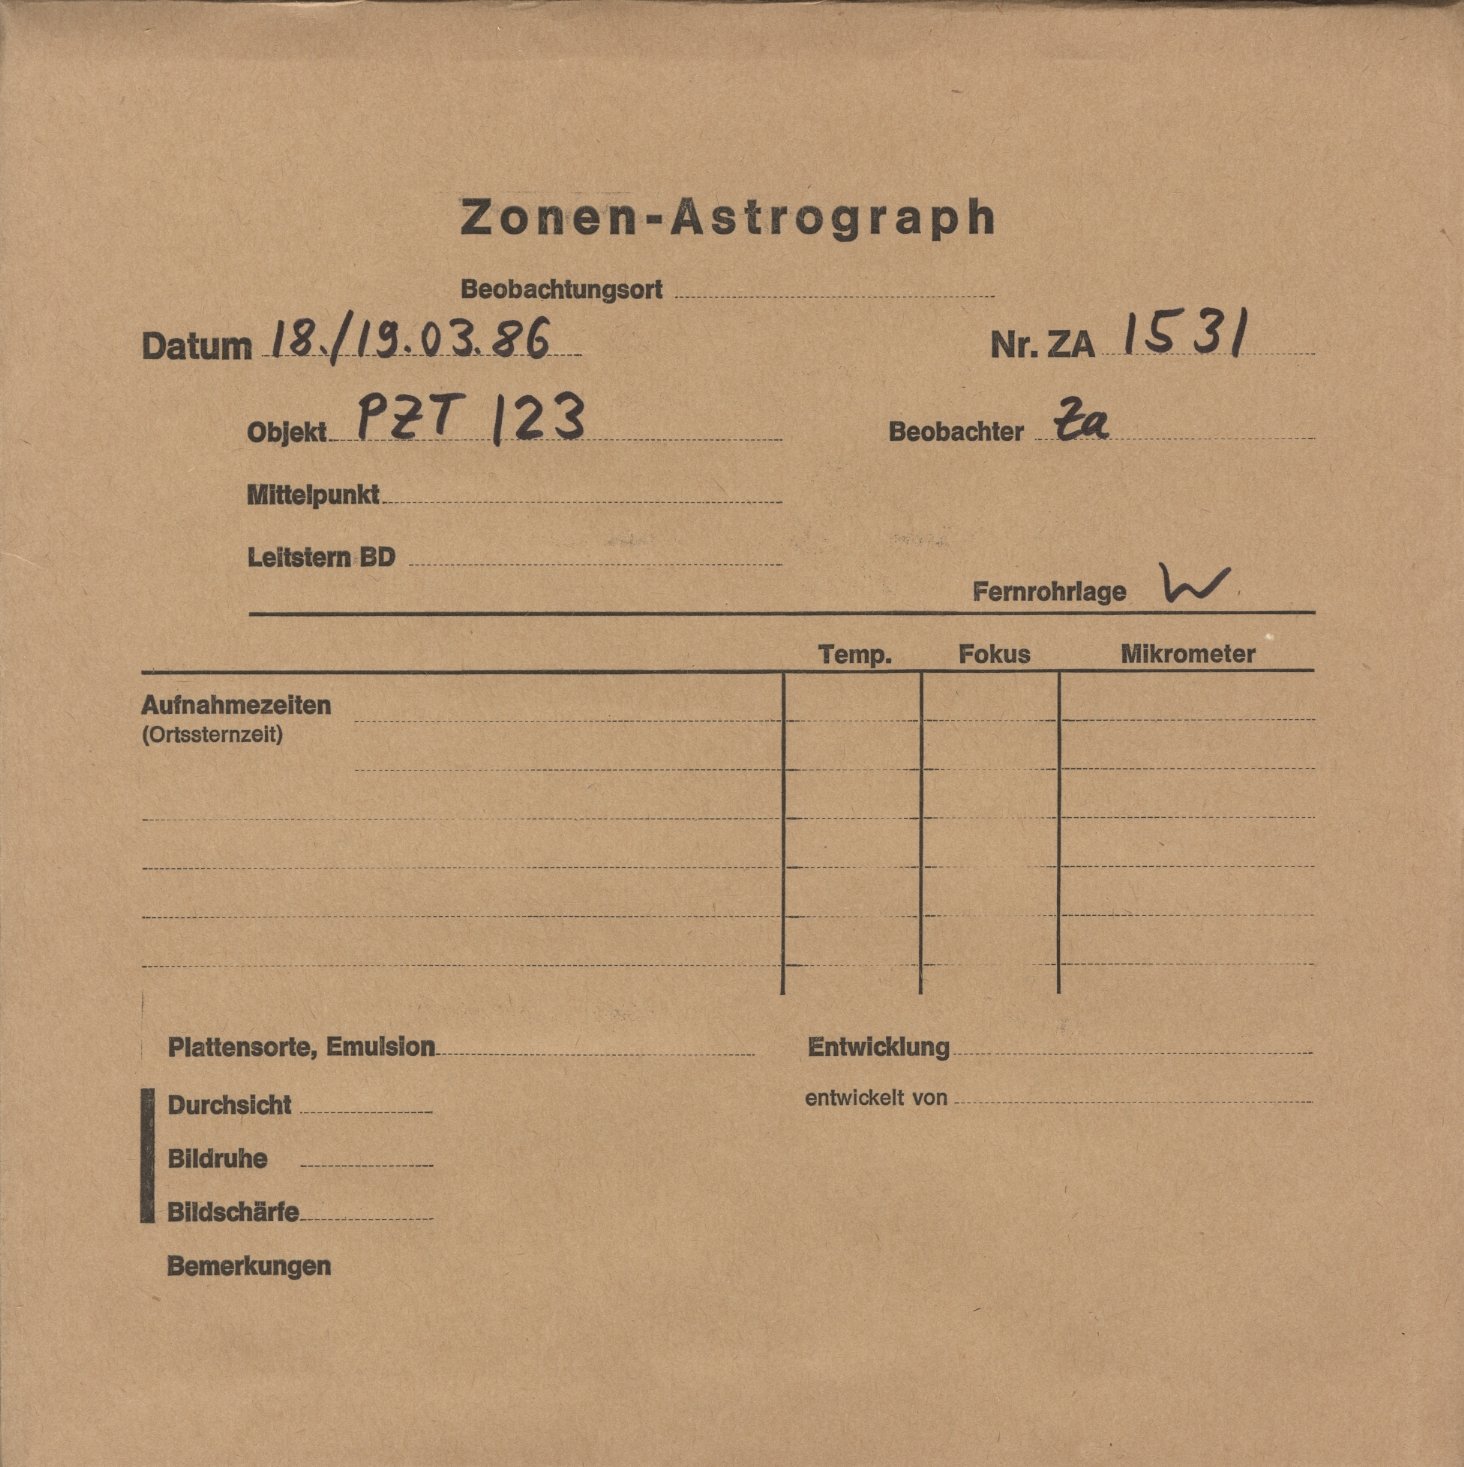 Zonen-Astrograph
Beobachtungsort
Datum 18./19.03.86 Nr. ZA 1531
Objekt PZT 123 Beobachter Za
Mittelpunkt
Leitstern BD
Fernrohrlage W
Temp. Fokus Mikrometer
Aufnahmezeiten
(Ortssternzeit)
Plattensorte, Emulsion Entwicklung
Durchsicht entwickelt von
Bildruhe
Bildschärfe
Bemerkungen